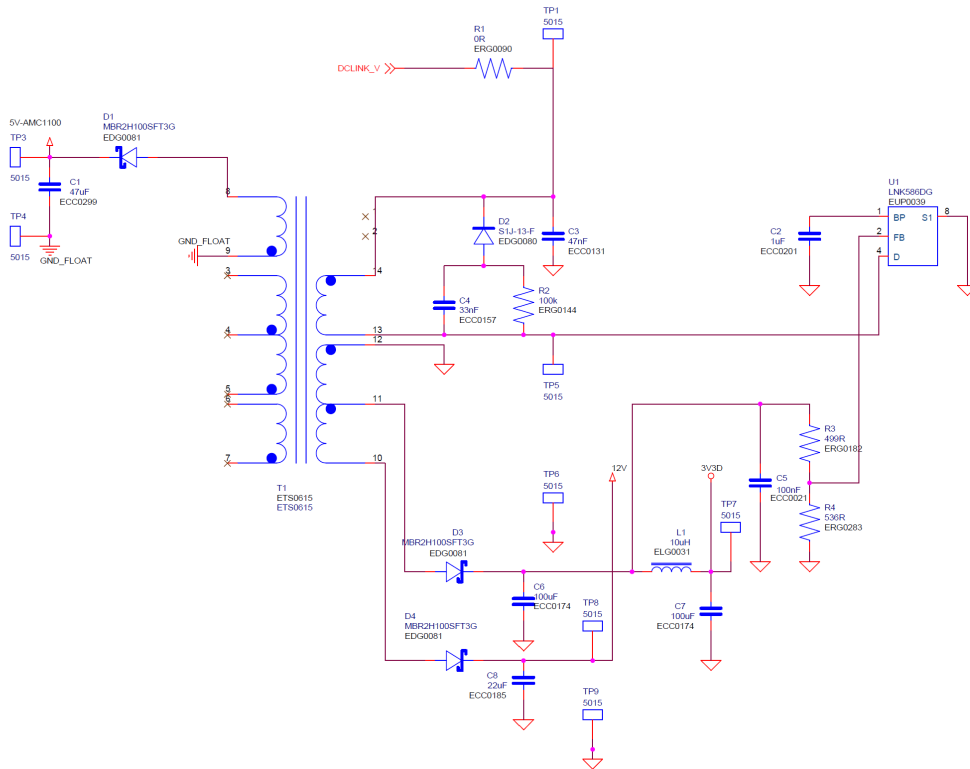 TP1
5015
R1
0R
ERG0090
DCLINK_V
5V-AMC1100
TP3
5015
D1
MBR2H100SFT3G
EDG0081
C1
47uF
ECC0299
TP4
5015
GND_FLOAT
GND_FLOAT
8
9
3
4
5
6
7
1
2
14
13
12
11
10
T1
ETS0615
ETS0615
D2
S1J-13-F
EDG0080
C3
47nF
ECC0131
C4
33nF
ECC0157
R2
100k
ERG0144
TP5
5015
U1
LNK586DG
EUP0039
1
BP
S1
8
2
FB
4
D
C2
1uF
ECC0201
R3
499R
ERG0182
R4
536R
ERG0283
C5
100nF
ECC0021
TP6
5015
12V
3V3D
TP7
5015
L1
10uH
ELG0031
D3
MBR2H100SFT3G
EDG0081
C6
100uF
ECC0174
C7
100uF
ECC0174
TP8
5015
D4
MBR2H100SFT3G
EDG0081
C8
22uF
ECC0185
TP9
5015